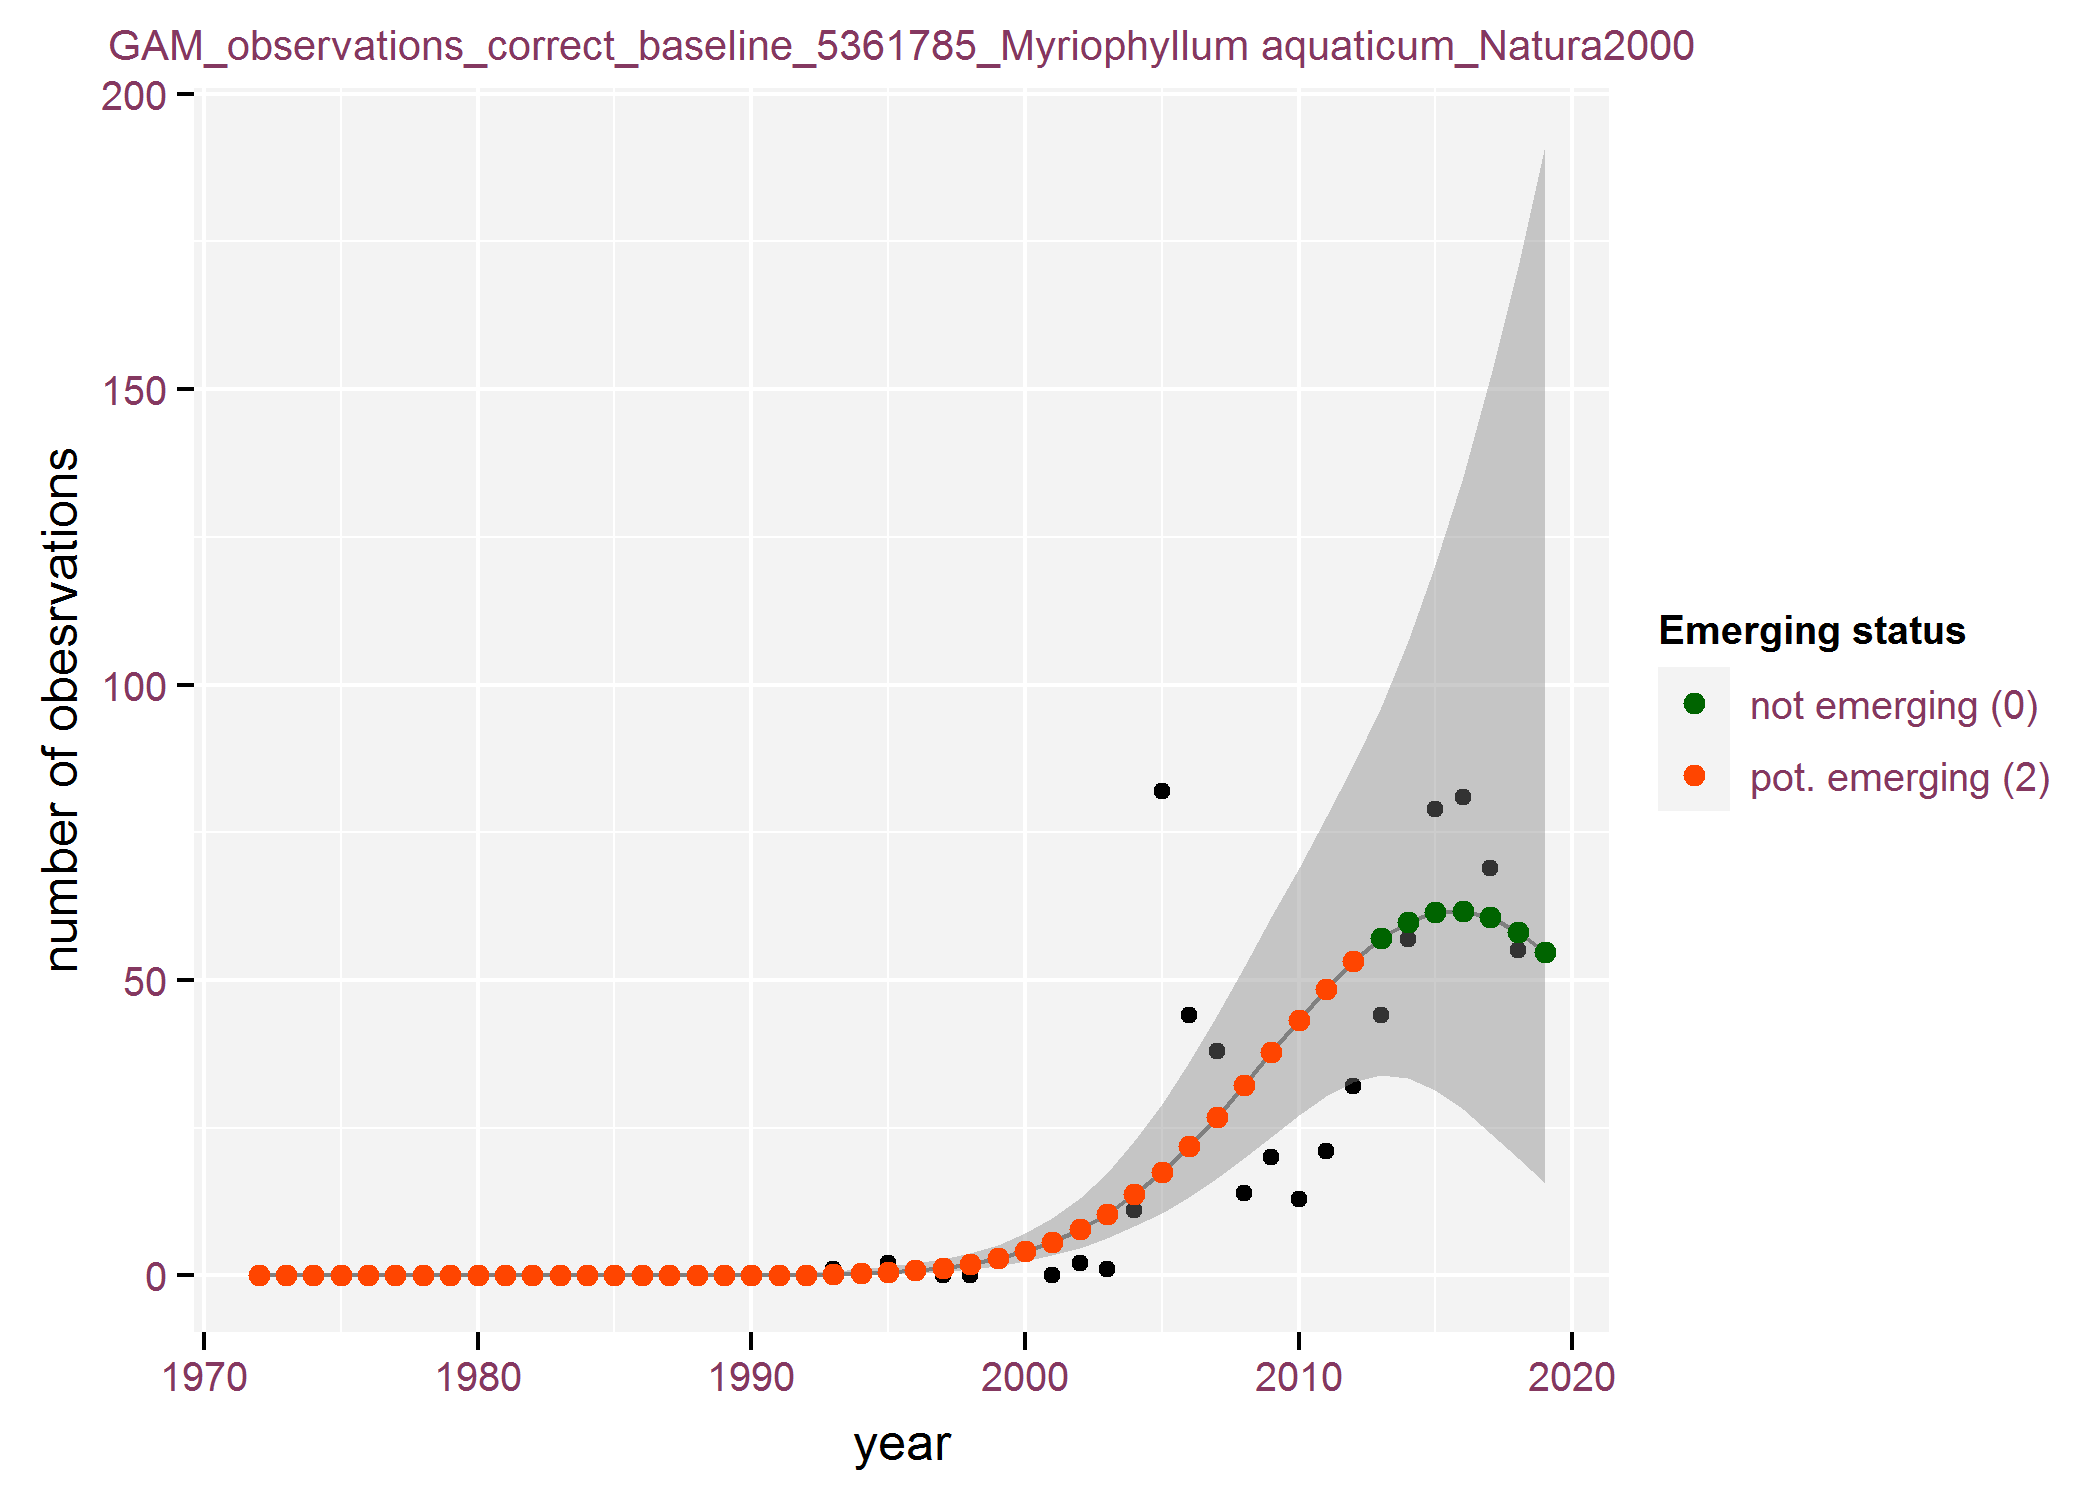 GAM_observations_correct_baseline_5361785_Myriophyllum aquaticum_Natura2000
200
150
100
50
0
number of obesrvations
1970 1980 1990 2000 2010 2020
year
Emerging status
not emerging (0)
pot. emerging (2)